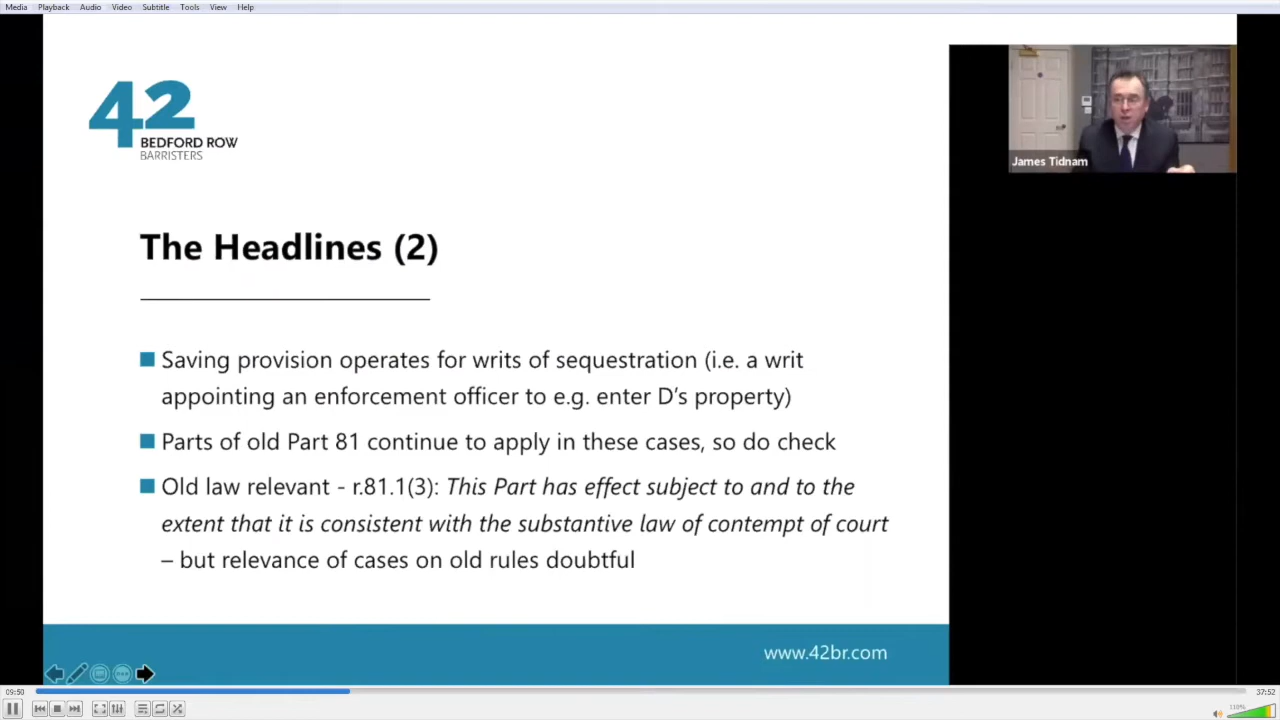 Media Playback Audio Video Subtitle Tools View Help
42
BEDFORD ROW
BARRISTERS
James Tidnam
The Headlines (2)
Saving provision operates for writs of sequestration (i.e. a writ
appointing an enforcement officer to e.g. enter D's property)
Parts of old Part 81 continue to apply in these cases, so do check
Old law relevant - r.81.1(3): This Part has effect subject to and to the
extent that it is consistent with the substantive law of contempt of court
– but relevance of cases on old rules doubtful
www.42br.com
09:50 37:52
110%